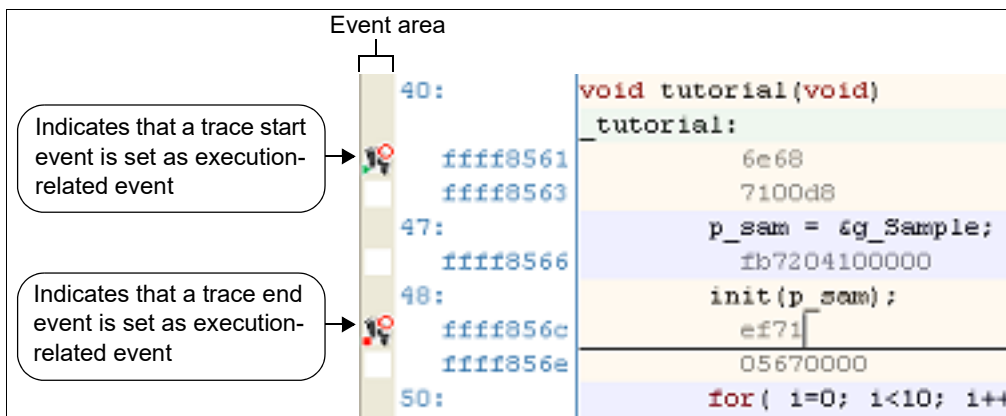 Event area
40: void tutorial(void)
_tutorial:
Indicates that a trace start
event is set as execution-
related event
ffff8561 6e68
ffff8563 7100d8
47: p_sam = &g_Sample;
ffff8566 fb7204100000
Indicates that a trace end
event is set as execution-
related event
48: init(p_sam);
ffff856c ef71
ffff856e 05670000
50: for( i=0; i<10; i++